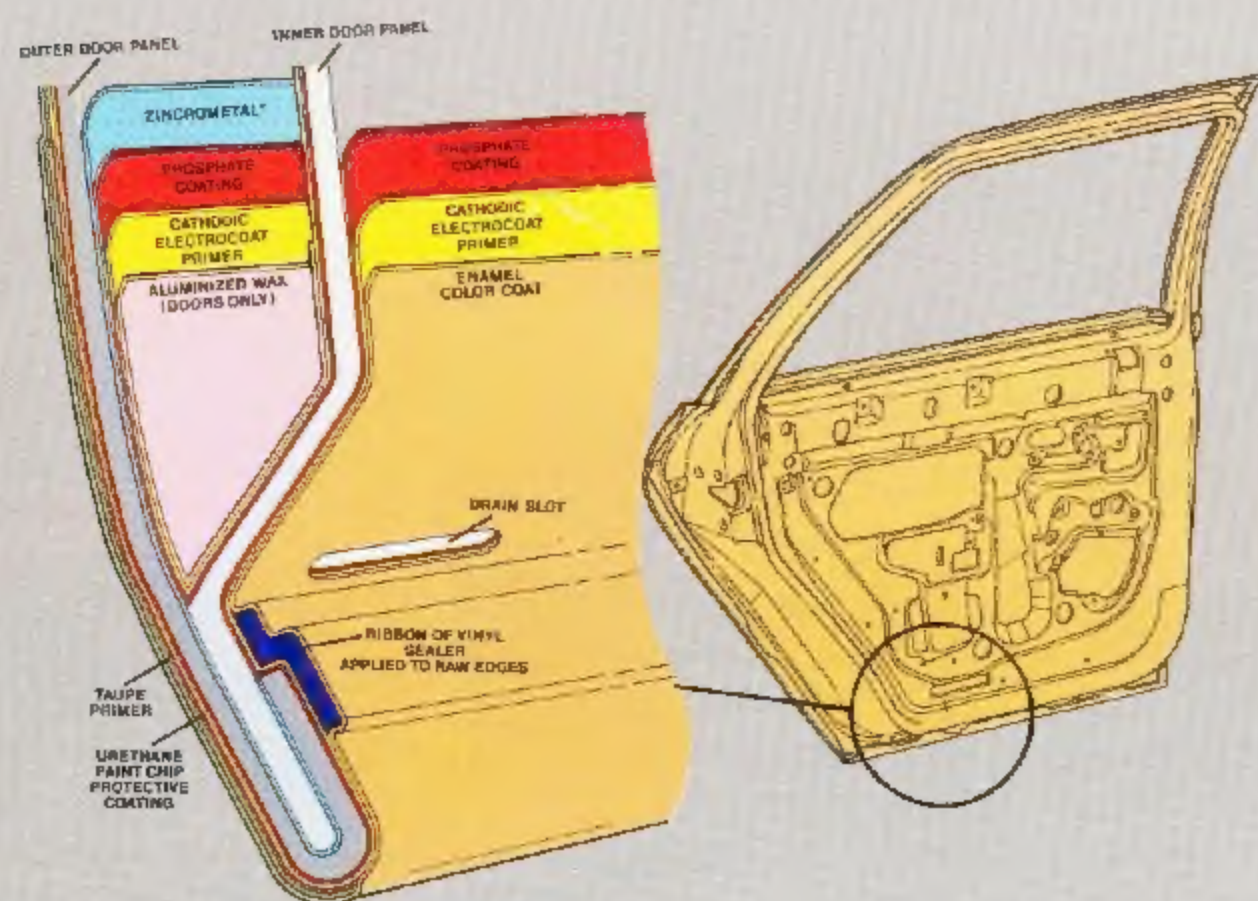 OUTER DOOR PANEL
INNER DOOR PANEL
ZINCROMETAL*
PHOSPHATE
COATING
CATHODIC
ELECTROCOAT
PRIMER
ALUMINIZED WAX
(DOORS ONLY)
PHOSPHATE
COATING
CATHODIC
ELECTROCOAT
PRIMER
ENAMEL
COLOR COAT
DRAIN SLOT
RIBBON OF VINYL
SEALER
APPLIED TO RAW EDGES
TAUPE
PRIMER
URETHANE
PAINT CHIP
PROTECTIVE
COATING